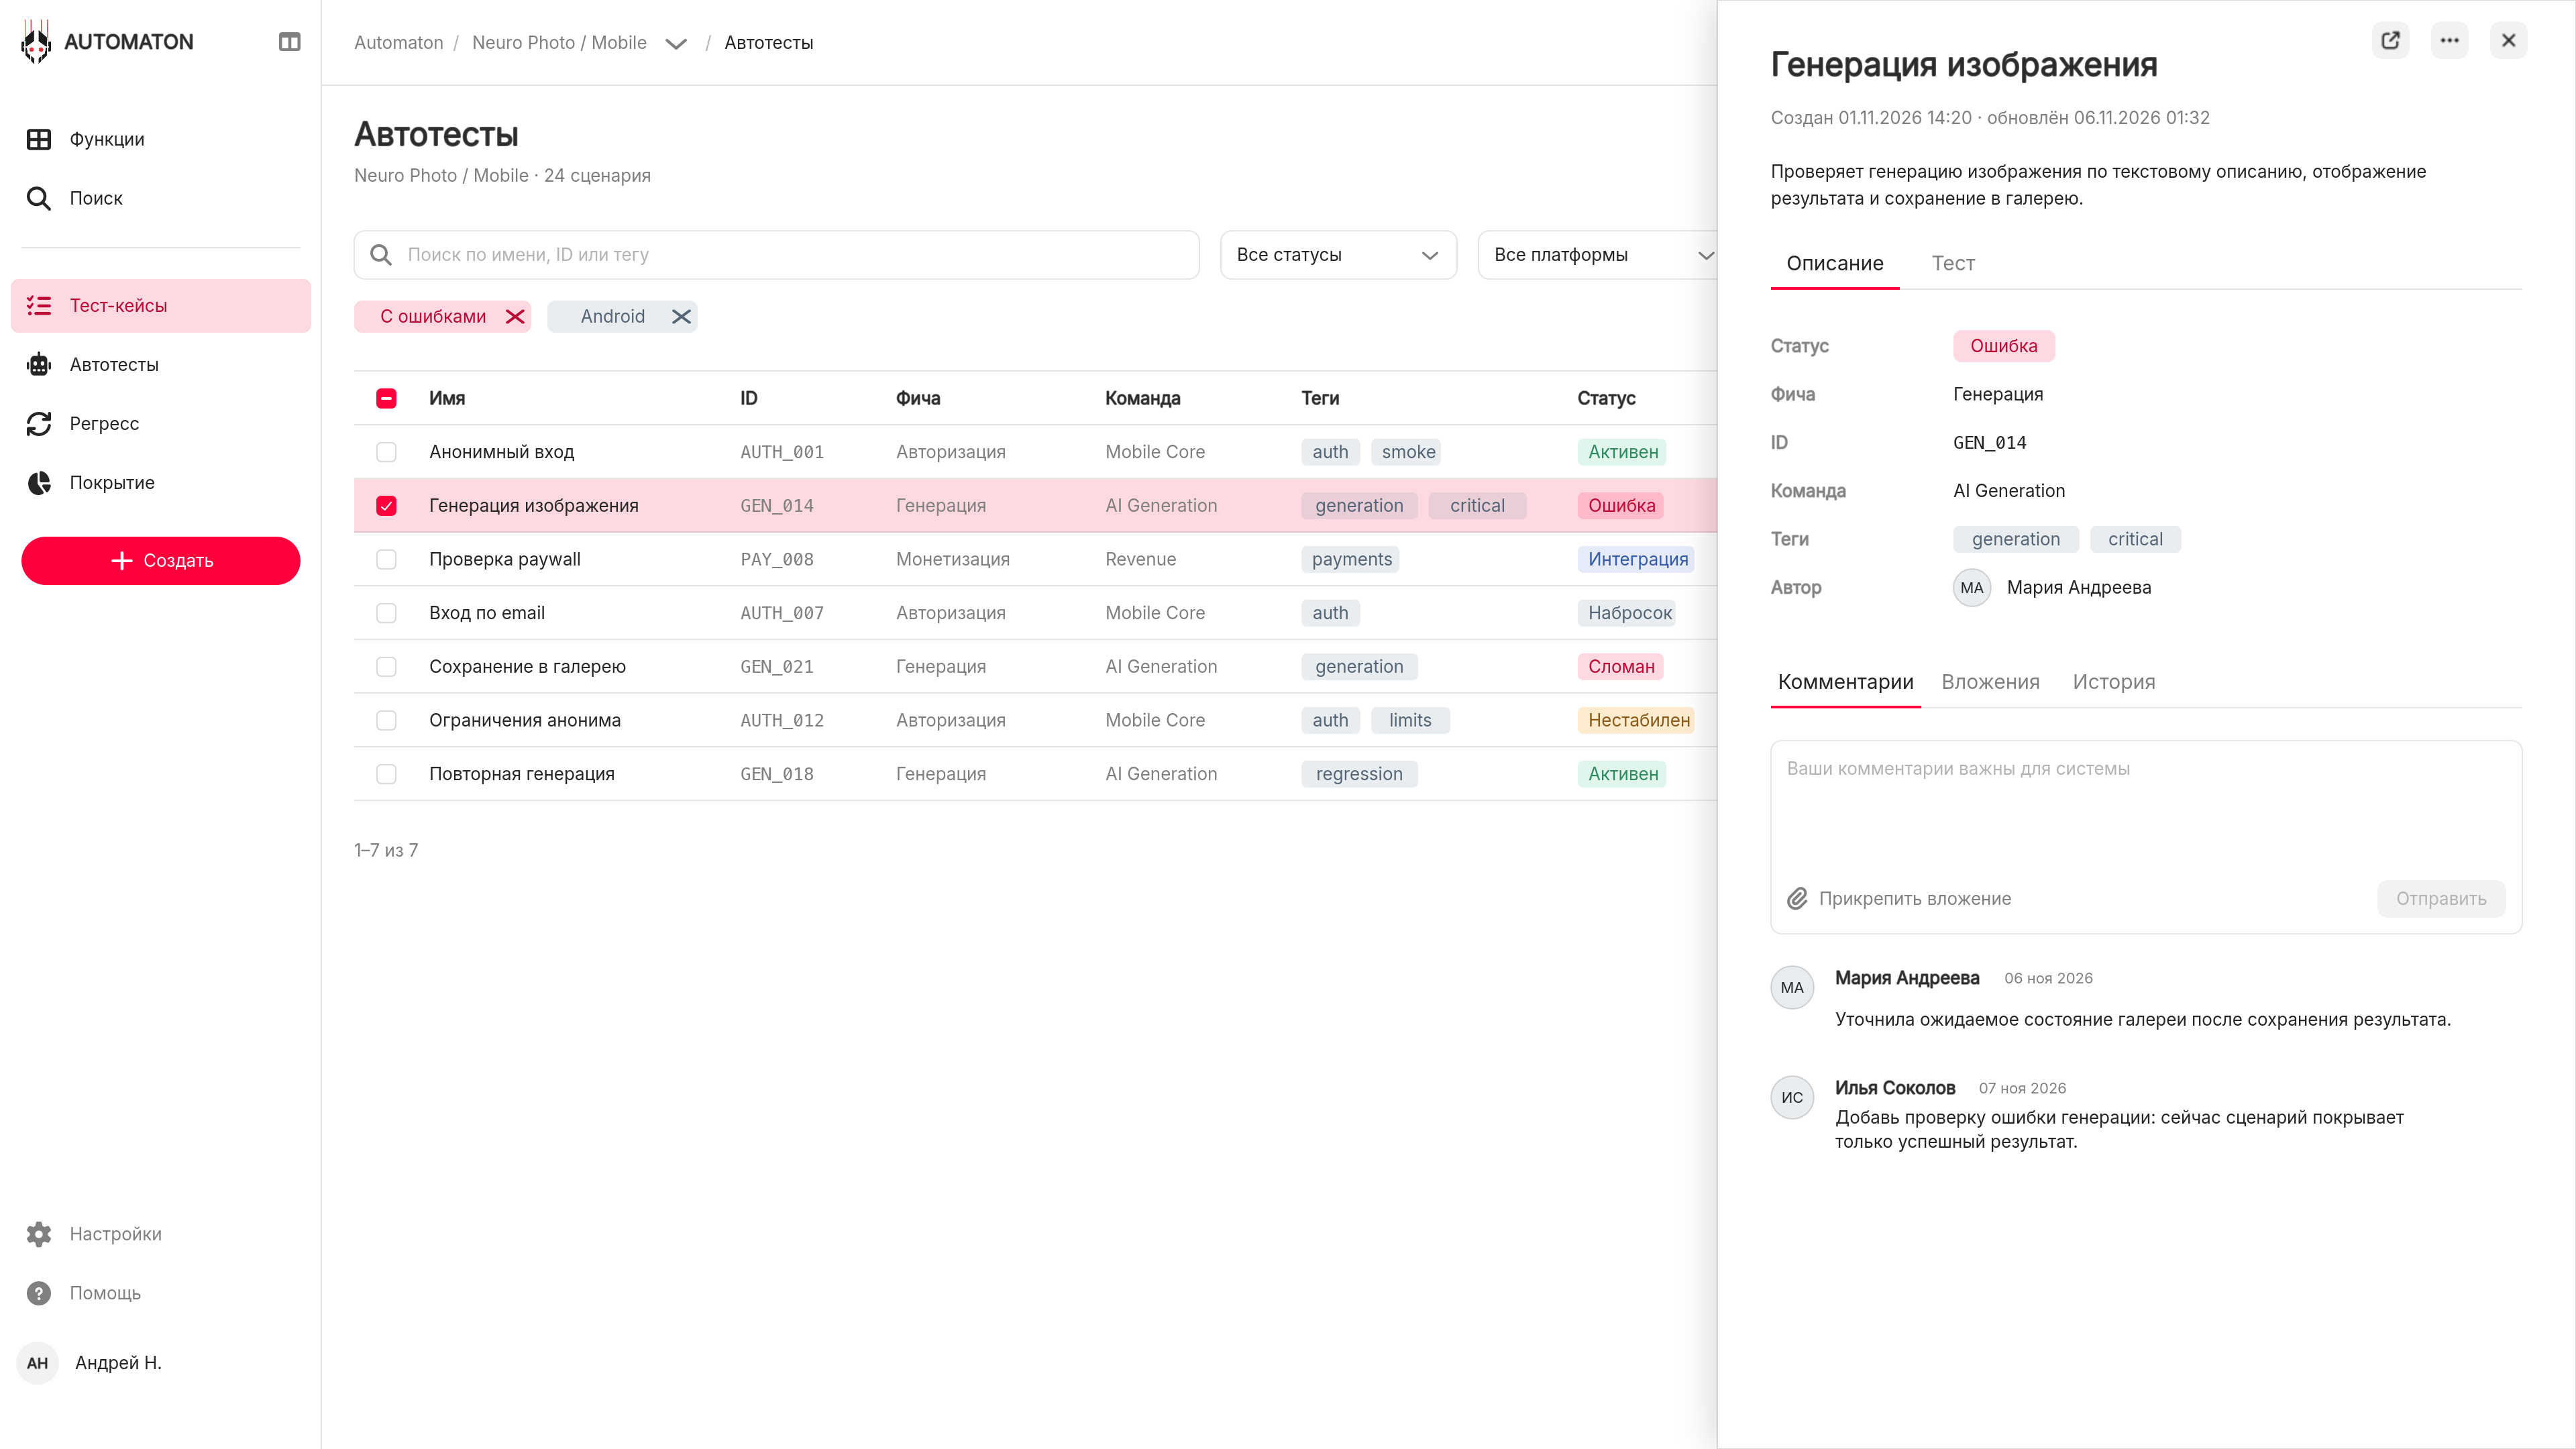 AUTOMATON
Функции
Поиск
Тест-кейсы
Автотесты
Регресс
Покрытие
Создать
Настройки
Помощь
АН Андрей Н.
Automaton / Neuro Photo / Mobile / Автотесты
Автотесты
Neuro Photo / Mobile · 24 сценария
Поиск по имени, ID или тегу
Все статусы
Все платформы
С ошибками
Android
Имя ID Фича Команда Теги Статус
Анонимный вход AUTH_001 Авторизация Mobile Core auth smoke Активен
Генерация изображения GEN_014 Генерация AI Generation generation critical Ошибка
Проверка paywall PAY_008 Монетизация Revenue payments Интеграция
Вход по email AUTH_007 Авторизация Mobile Core auth Набросок
Сохранение в галерею GEN_021 Генерация AI Generation generation Сломан
Ограничения анонима AUTH_012 Авторизация Mobile Core auth limits Нестабилен
Повторная генерация GEN_018 Генерация AI Generation regression Активен
1–7 из 7
Генерация изображения
Создан 01.11.2026 14:20 · обновлён 06.11.2026 01:32
Проверяет генерацию изображения по текстовому описанию, отображение
результата и сохранение в галерею.
Описание Тест
Статус Ошибка
Фича Генерация
ID GEN_014
Команда AI Generation
Теги generation critical
Автор МА Мария Андреева
Комментарии Вложения История
Ваши комментарии важны для системы
Прикрепить вложение Отправить
МА Мария Андреева 06 ноя 2026
Уточнила ожидаемое состояние галереи после сохранения результата.
ИС Илья Соколов 07 ноя 2026
Добавь проверку ошибки генерации: сейчас сценарий покрывает
только успешный результат.